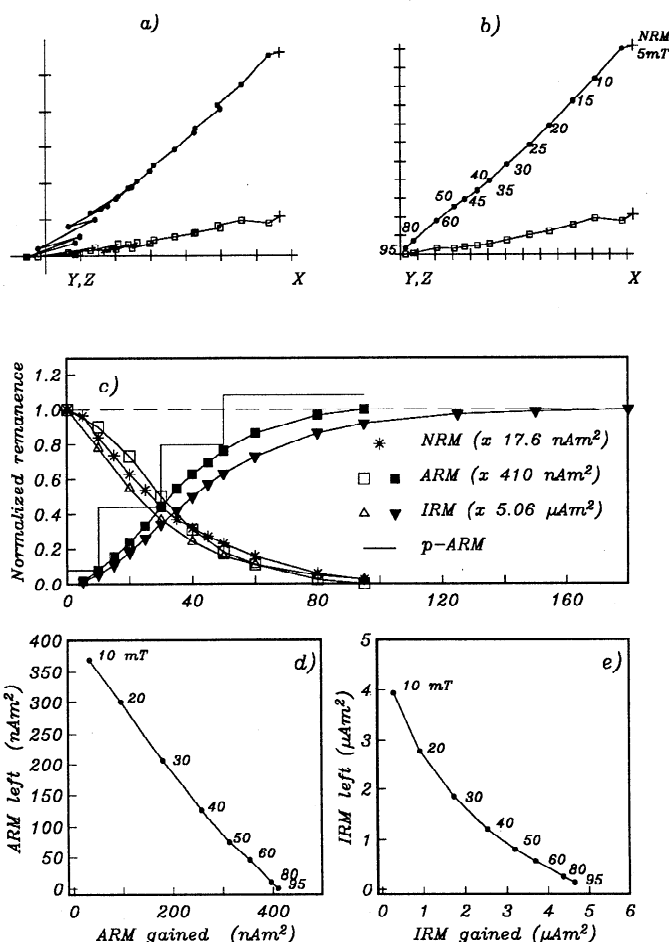 a)
b)
NRM
5mT
10
15
20
25
30
40
35
50
45
60
80
95
Y,Z
X
Y,Z
X
c)
Normalized remanence
1.2
1.0
0.8
0.6
0.4
0.2
0.0
NRM (x 17.6 nAm²)
ARM (x 410 nAm²)
IRM (x 5.06 μAm²)
p-ARM
0
40
80
120
160
d)
ARM left (nAm²)
400
350
300
250
200
150
100
50
0
10 mT
20
30
40
50
60
80
95
0
200
400
ARM gained (nAm²)
e)
IRM left (μAm²)
5
4
3
2
1
0
10 mT
20
30
40
50
60
80
95
0
1
2
3
4
5
6
IRM gained (μAm²)